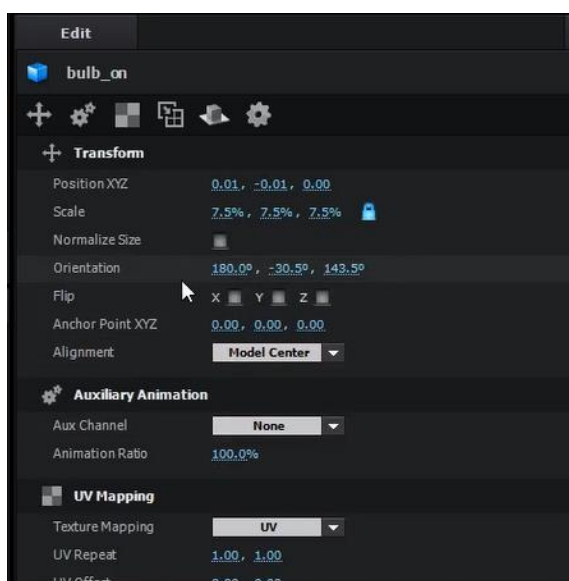 Edit
bulb_on
Transform
Position XYZ 0.01, -0.01, 0.00
Scale 7.5%, 7.5%, 7.5%
Normalize Size
Orientation 180.0º, -30.5º, 143.5º
Flip X Y Z
Anchor Point XYZ 0.00, 0.00, 0.00
Alignment Model Center
Auxiliary Animation
Aux Channel None
Animation Ratio 100.0%
UV Mapping
Texture Mapping UV
UV Repeat 1.00, 1.00